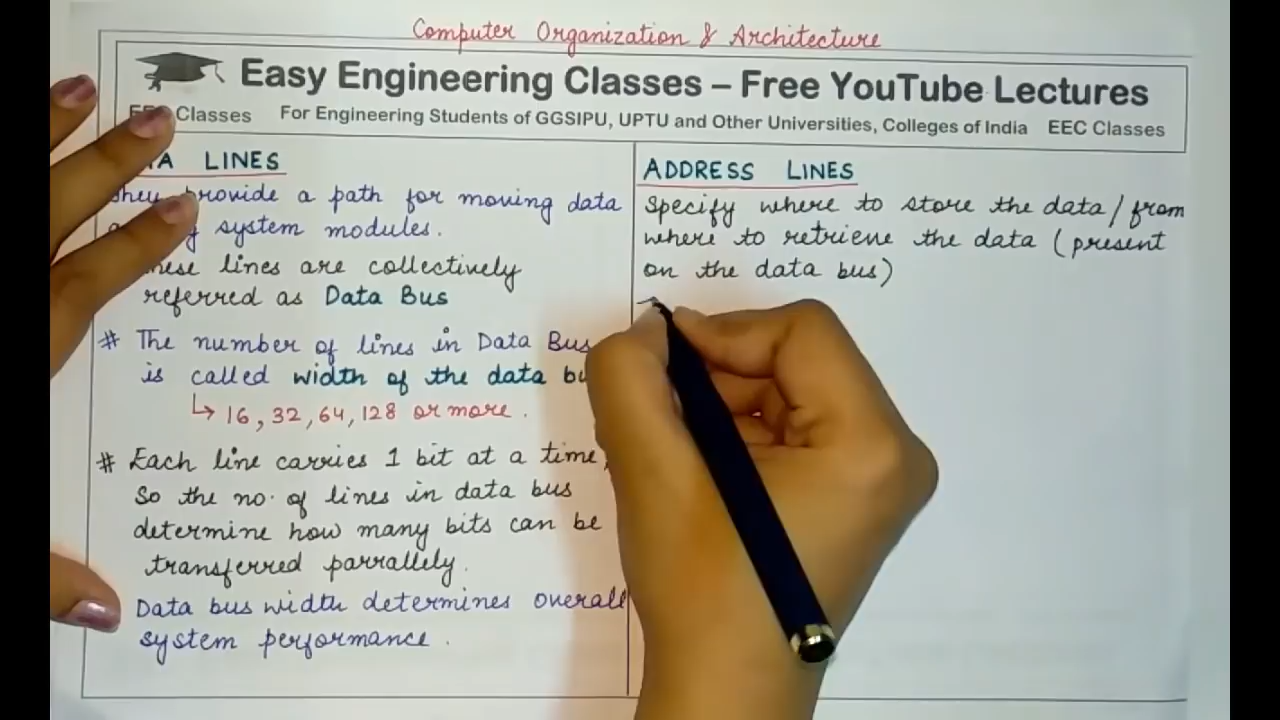 Computer Organization & Architecture
Easy Engineering Classes – Free YouTube Lectures
Classes For Engineering Students of GGSIPU, UPTU and Other Universities, Colleges of India EEC Classes
LINES
provide a path for moving data
system modules.
lines are collectively
referred as Data Bus
# The number of lines in Data Bus
is called width of the data
↳ 16, 32, 64, 128 or more.
# Each line carries 1 bit at a time,
So the no. of lines in data bus
determine how many bits can be
transferred parrallely.
Data bus width determines overall
system performance.
ADDRESS LINES
Specify where to store the data / from
where to retrieve the data (present
on the data bus)